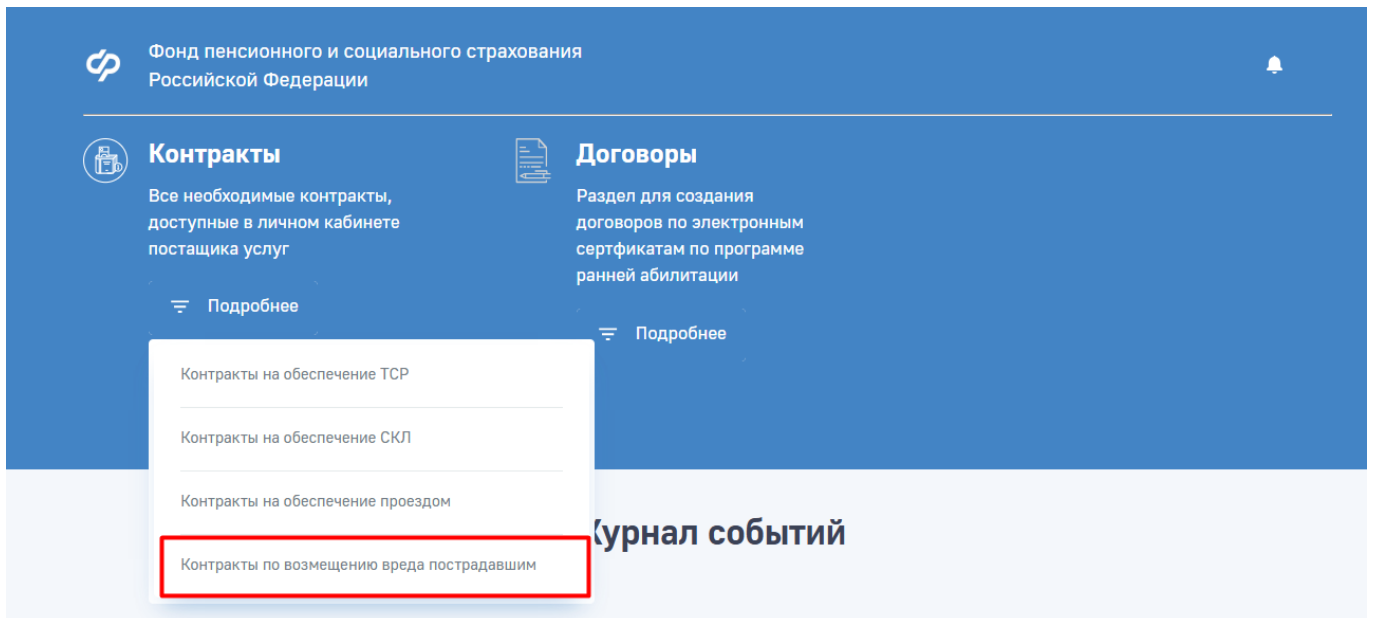 Фонд пенсионного и социального страхования
Российской Федерации
Контракты
Все необходимые контракты,
доступные в личном кабинете
постащика услуг
Подробнее
Договоры
Раздел для создания
договоров по электронным
сертфикатам по программе
ранней абилитации
Подробнее
Контракты на обеспечение ТСР
Контракты на обеспечение СКЛ
Контракты на обеспечение проездом
Контракты по возмещению вреда пострадавшим
Журнал событий